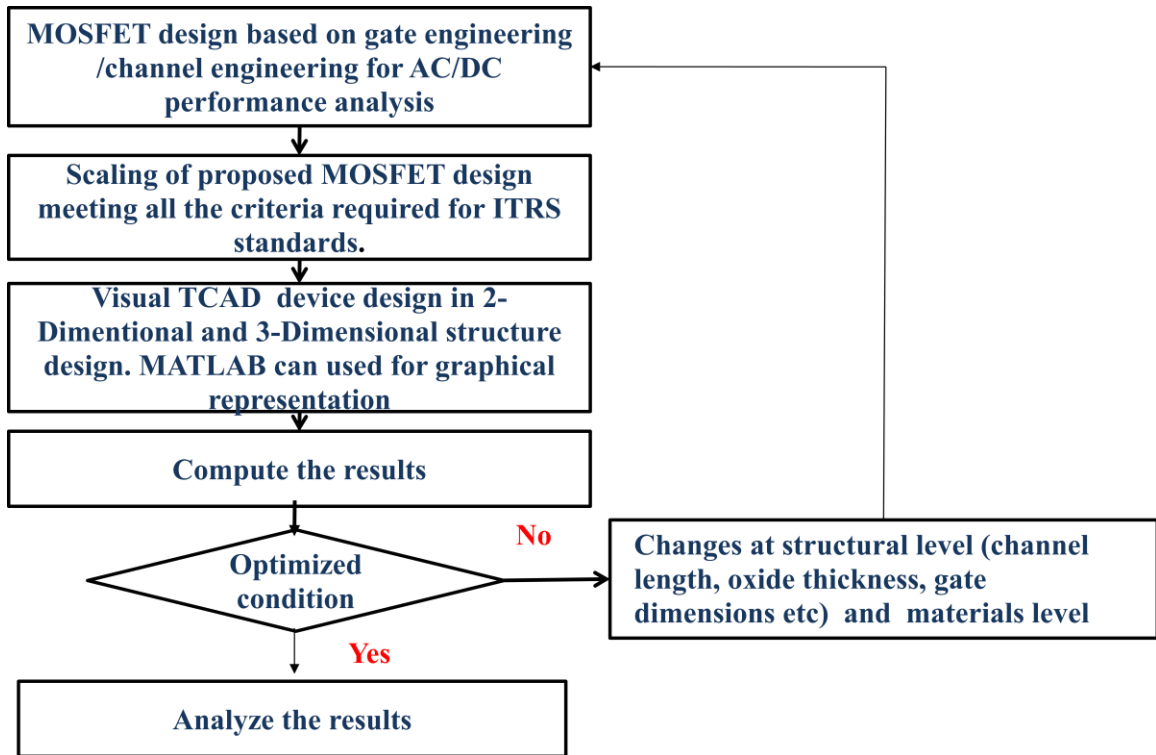 MOSFET design based on gate engineering
/channel engineering for AC/DC
performance analysis
Scaling of proposed MOSFET design
meeting all the criteria required for ITRS
standards.
Visual TCAD device design in 2-
Dimentional and 3-Dimensional structure
design. MATLAB can used for graphical
representation
Compute the results
Optimized
condition
No
Changes at structural level (channel
length, oxide thickness, gate
dimensions etc) and materials level
Yes
Analyze the results